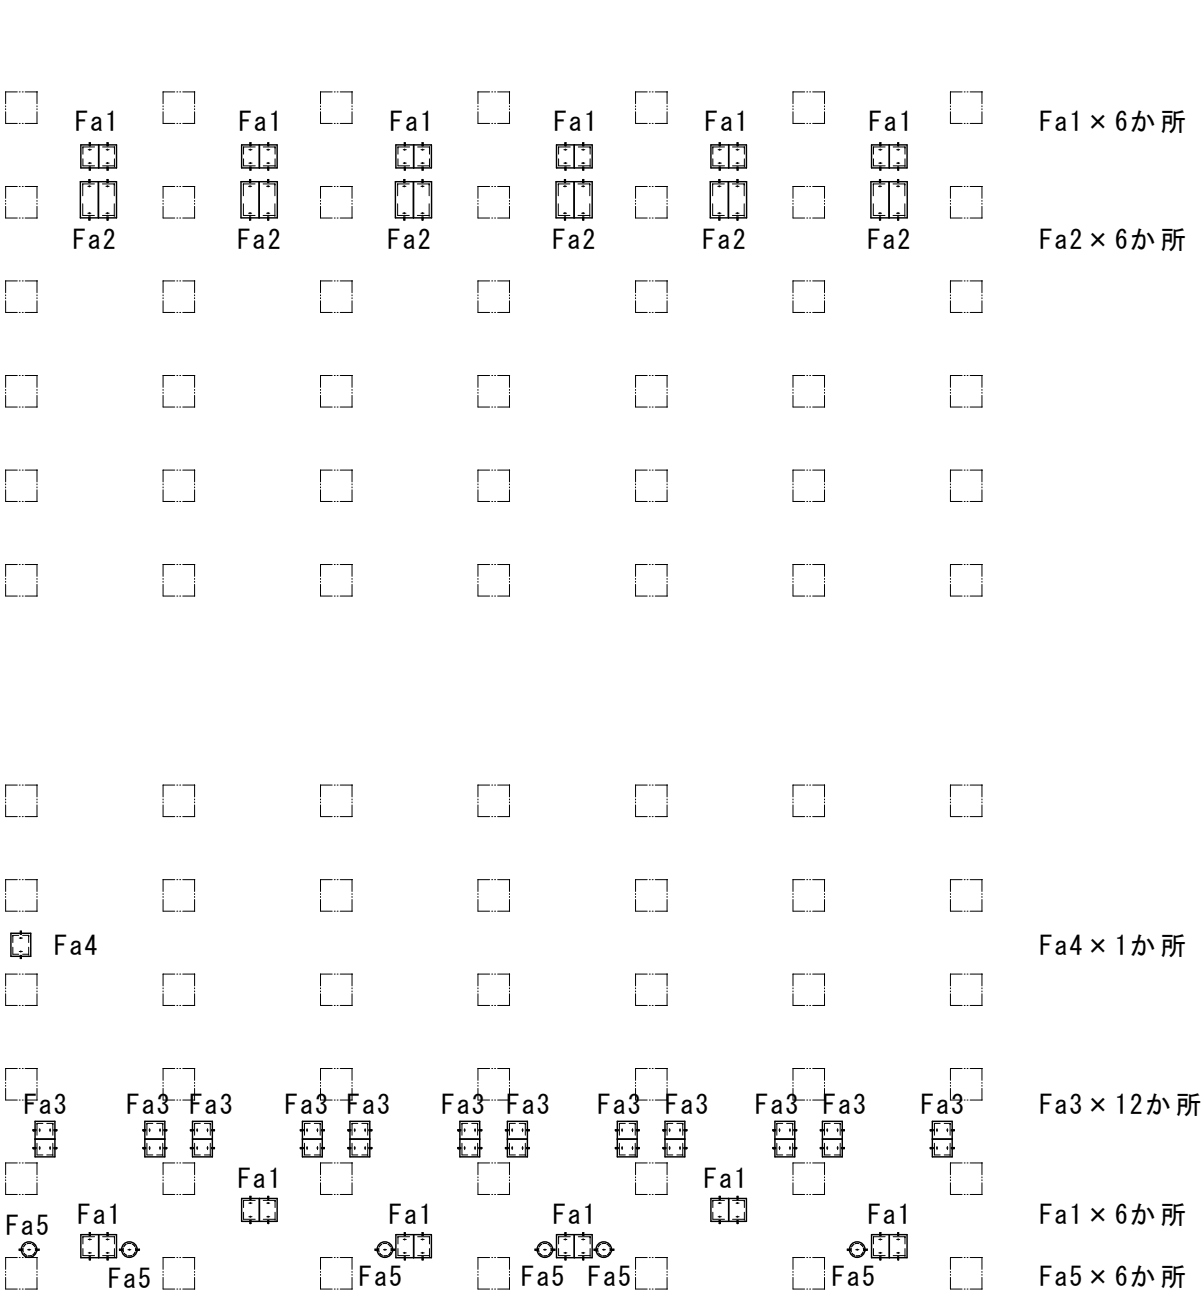 Fa1 Fa1 Fa1 Fa1 Fa1 Fa1 Fa1×6か所
Fa2 Fa2 Fa2 Fa2 Fa2 Fa2 Fa2×6か所
Fa4 Fa4×1か所
Fa3 Fa3 Fa3 Fa3 Fa3 Fa3 Fa3 Fa3 Fa3 Fa3 Fa3 Fa3 Fa3×12か所
Fa1 Fa1
Fa5 Fa1 Fa1 Fa1 Fa1 Fa1×6か所
Fa5 Fa5 Fa5 Fa5 Fa5 Fa5×6か所